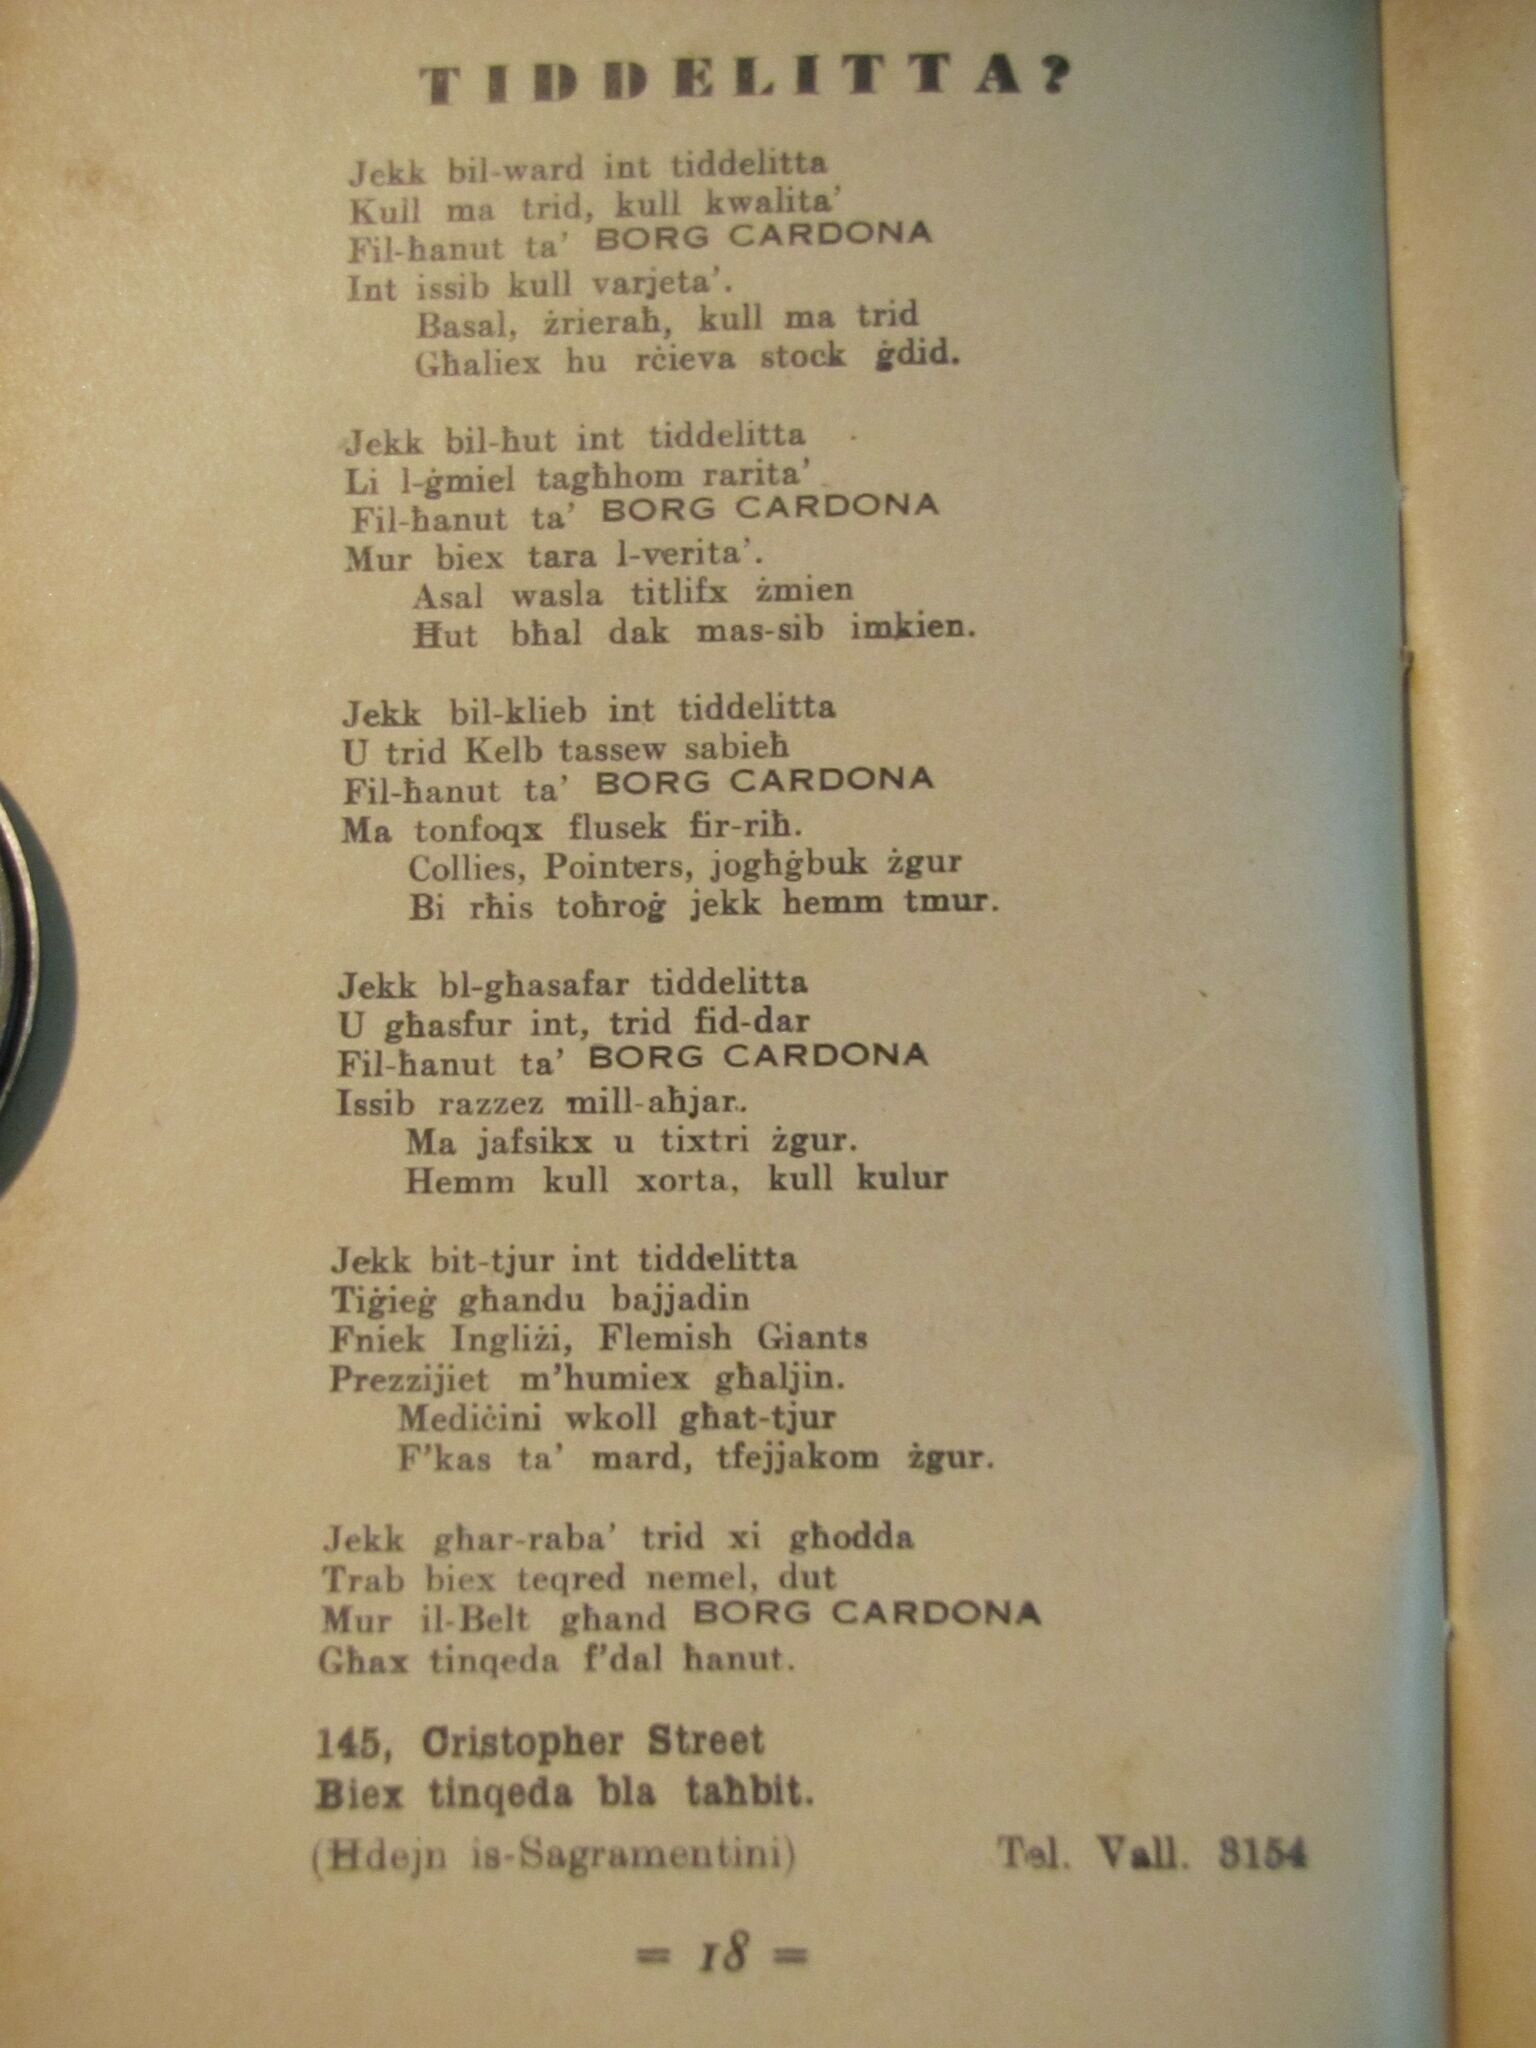 TIDDELITTA?
Jekk bil-ward int tiddelitta
Kull ma trid, kull kwalita'
Fil-ħanut ta' BORG CARDONA
Int issib kull varjeta'.
Basal, żrieraħ, kull ma trid
Għaliex hu rċieva stock ġdid.
Jekk bil-ħut int tiddelitta
Li l-ġmiel tagħhom rarita'
Fil-ħanut ta' BORG CARDONA
Mur biex tara l-verita'.
Asal wasla titlifx żmien
Ħut bħal dak mas-sib imkien.
Jekk bil-klieb int tiddelitta
U trid Kelb tassew sabieħ
Fil-ħanut ta' BORG CARDONA
Ma tonfoqx flusek fir-riħ.
Collies, Pointers, jogħġbuk żgur
Bi rħis toħroġ jekk hemm tmur.
Jekk bl-għasafar tiddelitta
U għasfur int, trid fid-dar
Fil-ħanut ta' BORG CARDONA
Issib razzez mill-aħjar.
Ma jafsikx u tixtri żgur.
Hemm kull xorta, kull kulur
Jekk bit-tjur int tiddelitta
Tiġieġ għandu bajjadin
Fniek Ingliżi, Flemish Giants
Prezzijiet m'humiex għaljin.
Mediċini wkoll għat-tjur
F'kas ta' mard, tfejjakom żgur.
Jekk għar-raba' trid xi għodda
Trab biex teqred nemel, dut
Mur il-Belt għand BORG CARDONA
Għax tinqeda f'dal ħanut.
145, Cristopher Street
Biex tinqeda bla taħbit.
(Ħdejn is-Sagramentini) Tel. Vall. 3154
= 18 =